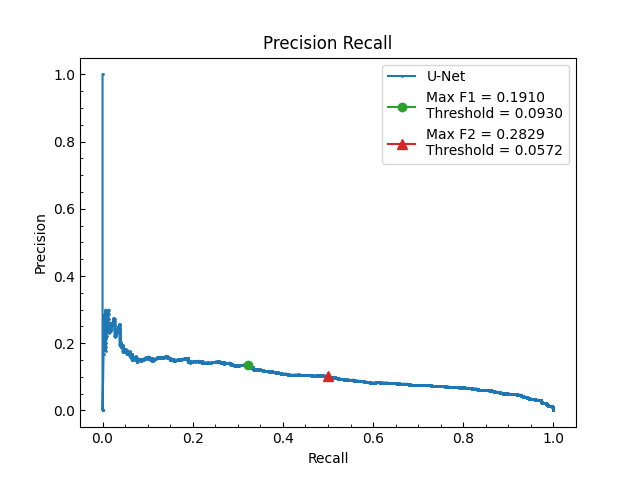 Precision Recall
U-Net
Max F1 = 0.1910
Threshold = 0.0930
Max F2 = 0.2829
Threshold = 0.0572
Precision
1.0
0.8
0.6
0.4
0.2
0.0
0.0 0.2 0.4 0.6 0.8 1.0
Recall